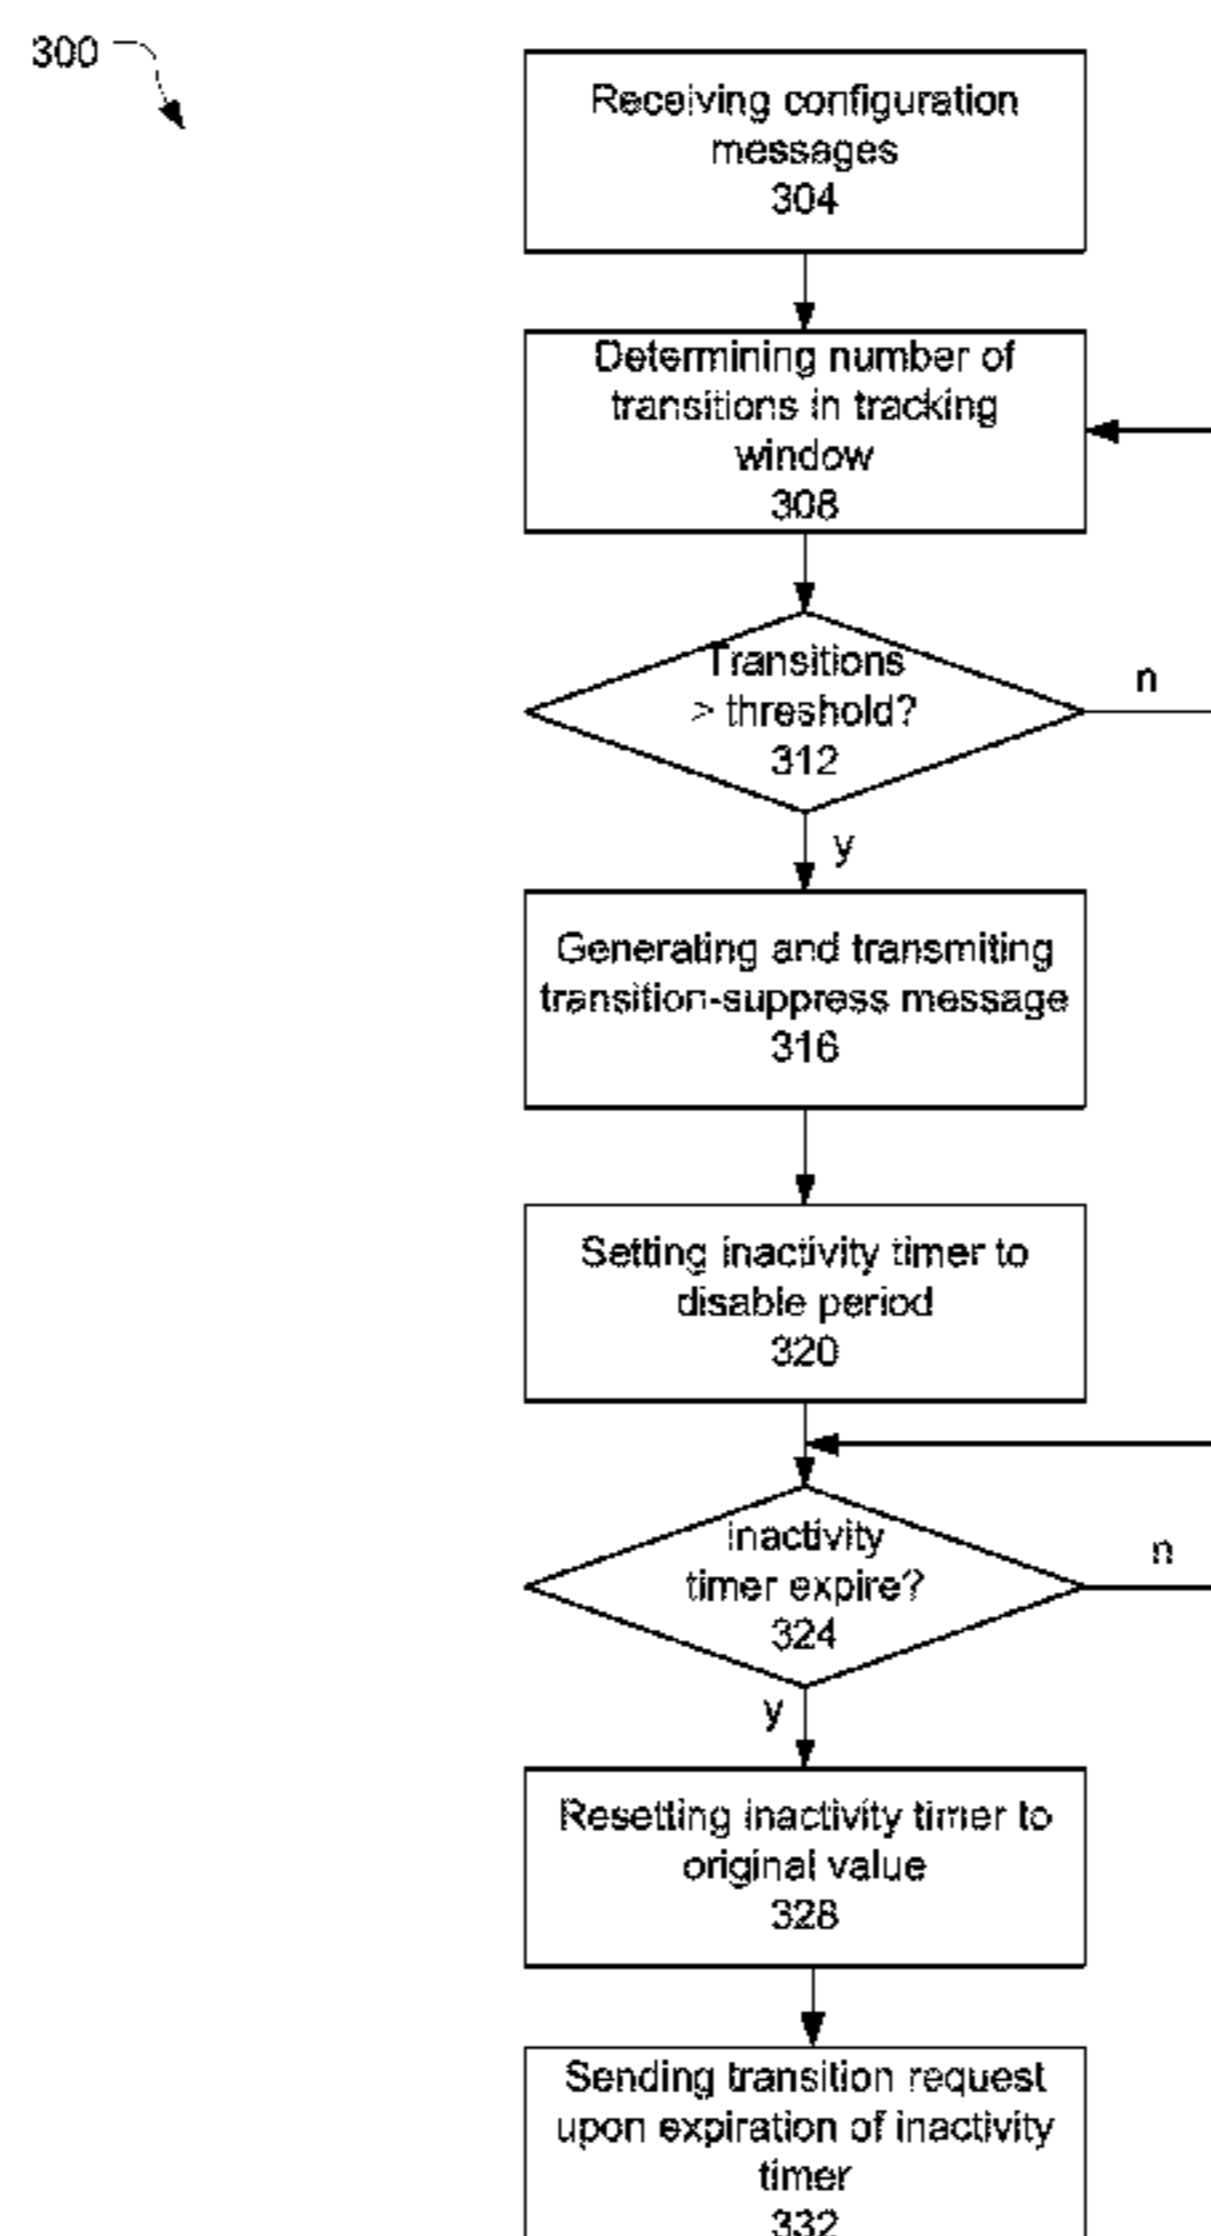 300
Receiving configuration
messages
304
Determining number of
transitions in tracking
window
308
Transitions
> threshold?
312
n
y
Generating and transmiting
transition-suppress message
316
Setting inactivity timer to
disable period
320
inactivity
timer expire?
324
n
y
Resetting inactivity timer to
original value
328
Sending transition request
upon expiration of inactivity
timer
332